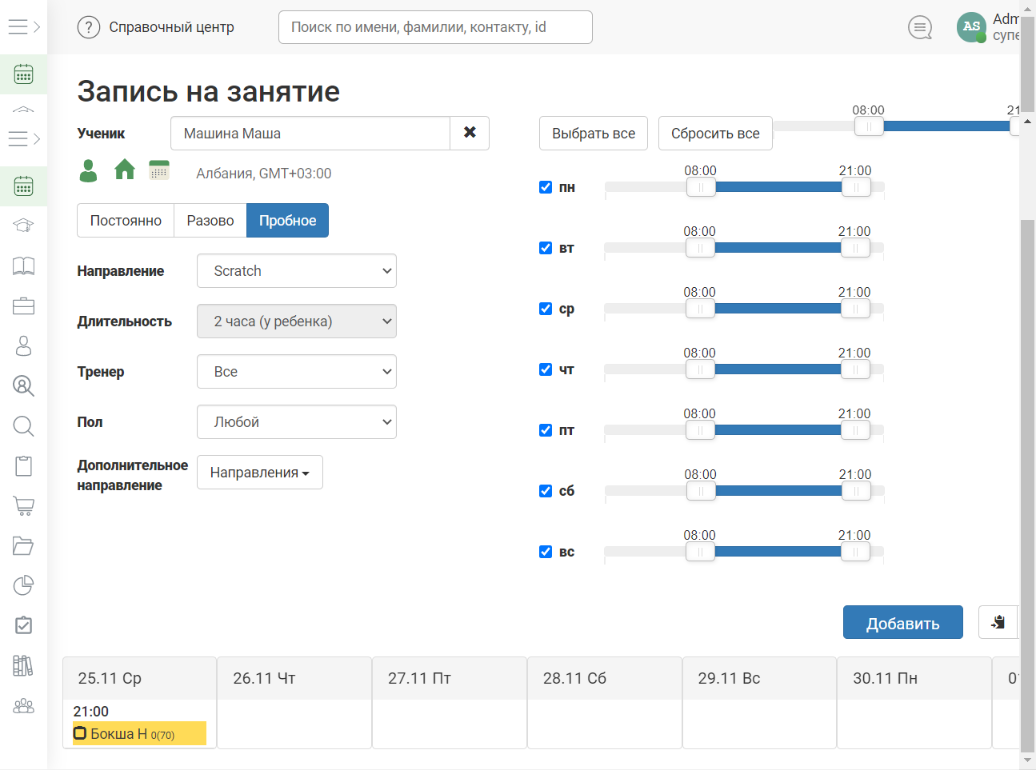 ? Справочный центр
Поиск по имени, фамилии, контакту, id
AS
Запись на занятие
Ученик
Машина Маша
Выбрать все
Сбросить все
08:00
Албания, GMT+03:00
Постоянно
Разово
Пробное
Направление
Scratch
Длительность
2 часа (у ребенка)
Тренер
Все
Пол
Любой
Дополнительное
направление
Направления
08:00 21:00
пн
08:00 21:00
вт
08:00 21:00
ср
08:00 21:00
чт
08:00 21:00
пт
08:00 21:00
сб
08:00 21:00
вс
Добавить
25.11 Ср
26.11 Чт
27.11 Пт
28.11 Сб
29.11 Вс
30.11 Пн
21:00
Бокша Н 0(70)